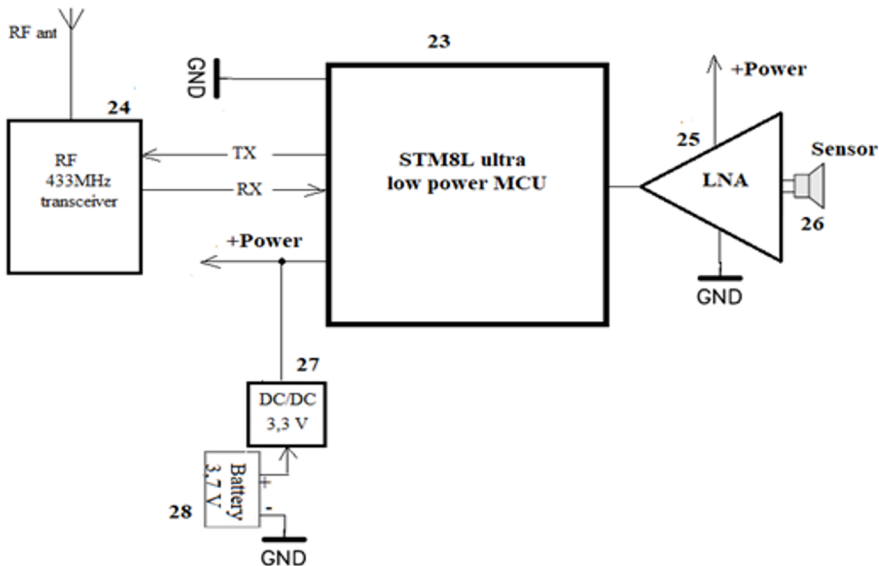 RF ant
23
GND
+Power
24
25
Sensor
RF
433MHz
transceiver
TX
RX
STM8L ultra
low power MCU
LNA
26
+Power
GND
27
DC/DC
3,3 V
Battery
3,7 V
+
-
28
GND